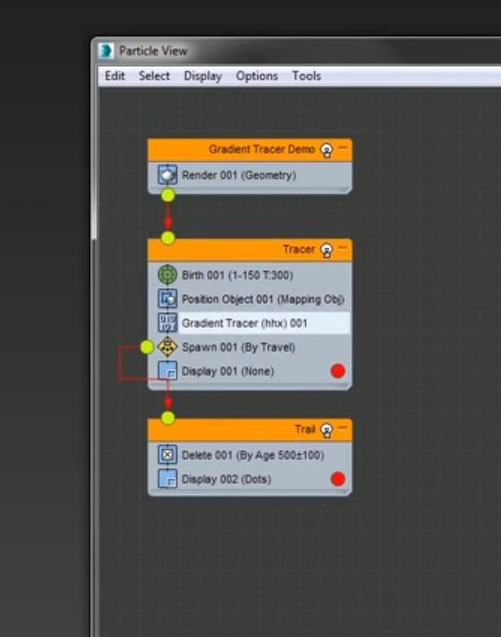 Particle View
Edit Select Display Options Tools
Gradient Tracer Demo
Render 001 (Geometry)
Tracer
Birth 001 (1-150 T:300)
Position Object 001 (Mapping Obj)
Gradient Tracer (hhx) 001
Spawn 001 (By Travel)
Display 001 (None)
Trail
Delete 001 (By Age 500±100)
Display 002 (Dots)